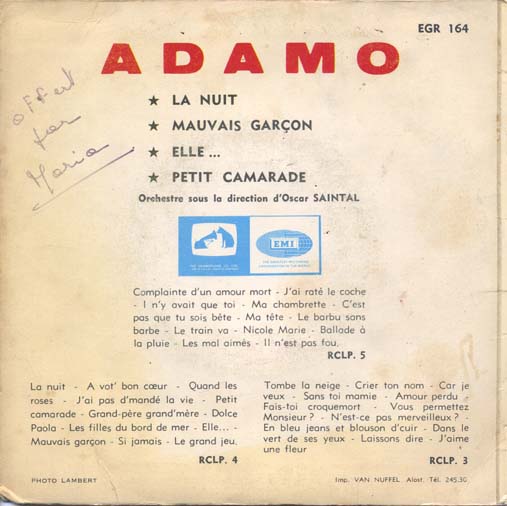 EGR 164
ADAMO
offert
par
Maria
★ LA NUIT
★ MAUVAIS GARÇON
★ ELLE ...
★ PETIT CAMARADE
Orchestre sous la direction d'Oscar SAINTAL
EMI
Complainte d'un amour mort - J'ai raté le coche
- I n'y avait que toi - Ma chambrette - C'est
pas que tu sois bête - Ma tête - Le barbu sans
barbe - Le train va - Nicole Marie - Ballade à
la pluie - Les mal aimés - Il n'est pas fou.
RCLP. 5
La nuit - A vot' bon cœur - Quand les
roses - J'ai pas d'mandé la vie - Petit
camarade - Grand-père grand'mère - Dolce
Paola - Les filles du bord de mer - Elle... -
Mauvais garçon - Si jamais - Le grand jeu.
RCLP. 4
Tombe la neige - Crier ton nom - Car je
veux - Sans toi mamie - Amour perdu -
Fais-toi croquemort - Vous permettez
Monsieur ? - N'est-ce pas merveilleux ? -
En bleu jeans et blouson d'cuir - Dans le
vert de ses yeux - Laissons dire - J'aime
une fleur
RCLP. 3
PHOTO LAMBERT
Imp. VAN NUFFEL, Alost. Tél. 245.30